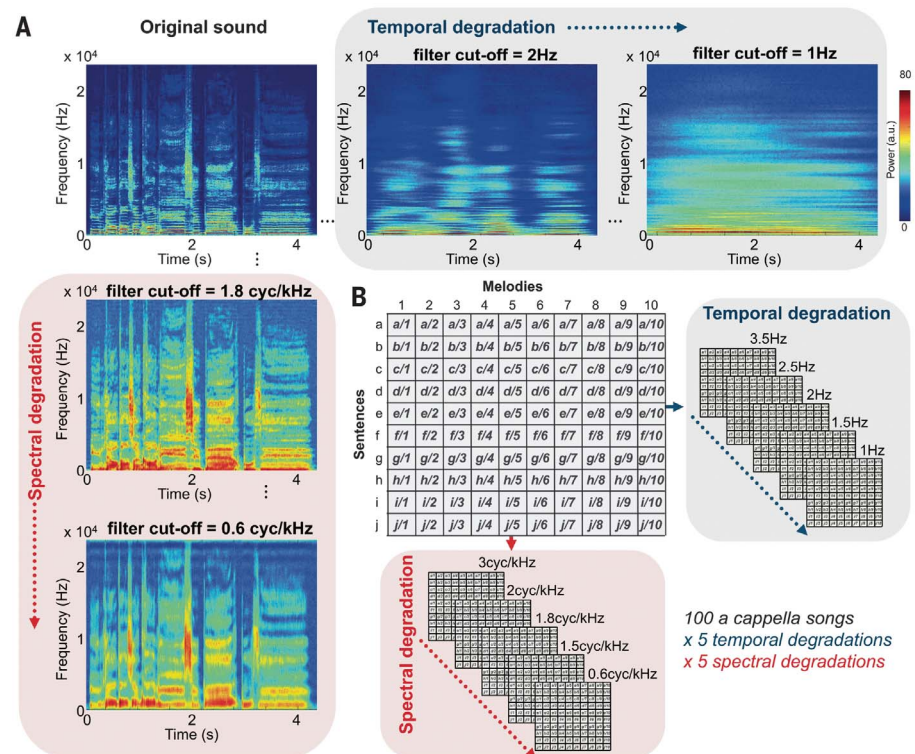 A
Original sound
Temporal degradation
filter cut-off = 2Hz
filter cut-off = 1Hz
x 10⁴
2
1
0
Frequency (Hz)
0 2 4
Time (s)
...
x 10⁴
2
1
0
Frequency (Hz)
0 2 4
Time (s)
...
x 10⁴
2
1
0
Frequency (Hz)
0 2 4
Time (s)
80
Power (a.u.)
0
...
Spectral degradation
filter cut-off = 1.8 cyc/kHz
x 10⁴
2
1
0
Frequency (Hz)
0 2 4
Time (s)
...
filter cut-off = 0.6 cyc/kHz
x 10⁴
2
1
0
Frequency (Hz)
0 2 4
Time (s)
B
Melodies
1 2 3 4 5 6 7 8 9 10
Sentences
a a/1 a/2 a/3 a/4 a/5 a/6 a/7 a/8 a/9 a/10
b b/1 b/2 b/3 b/4 b/5 b/6 b/7 b/8 b/9 b/10
c c/1 c/2 c/3 c/4 c/5 c/6 c/7 c/8 c/9 c/10
d d/1 d/2 d/3 d/4 d/5 d/6 d/7 d/8 d/9 d/10
e e/1 e/2 e/3 e/4 e/5 e/6 e/7 e/8 e/9 e/10
f f/1 f/2 f/3 f/4 f/5 f/6 f/7 f/8 f/9 f/10
g g/1 g/2 g/3 g/4 g/5 g/6 g/7 g/8 g/9 g/10
h h/1 h/2 h/3 h/4 h/5 h/6 h/7 h/8 h/9 h/10
i i/1 i/2 i/3 i/4 i/5 i/6 i/7 i/8 i/9 i/10
j j/1 j/2 j/3 j/4 j/5 j/6 j/7 j/8 j/9 j/10
Temporal degradation
3.5Hz
2.5Hz
2Hz
1.5Hz
1Hz
Spectral degradation
3cyc/kHz
2cyc/kHz
1.8cyc/kHz
1.5cyc/kHz
0.6cyc/kHz
100 a cappella songs
x 5 temporal degradations
x 5 spectral degradations